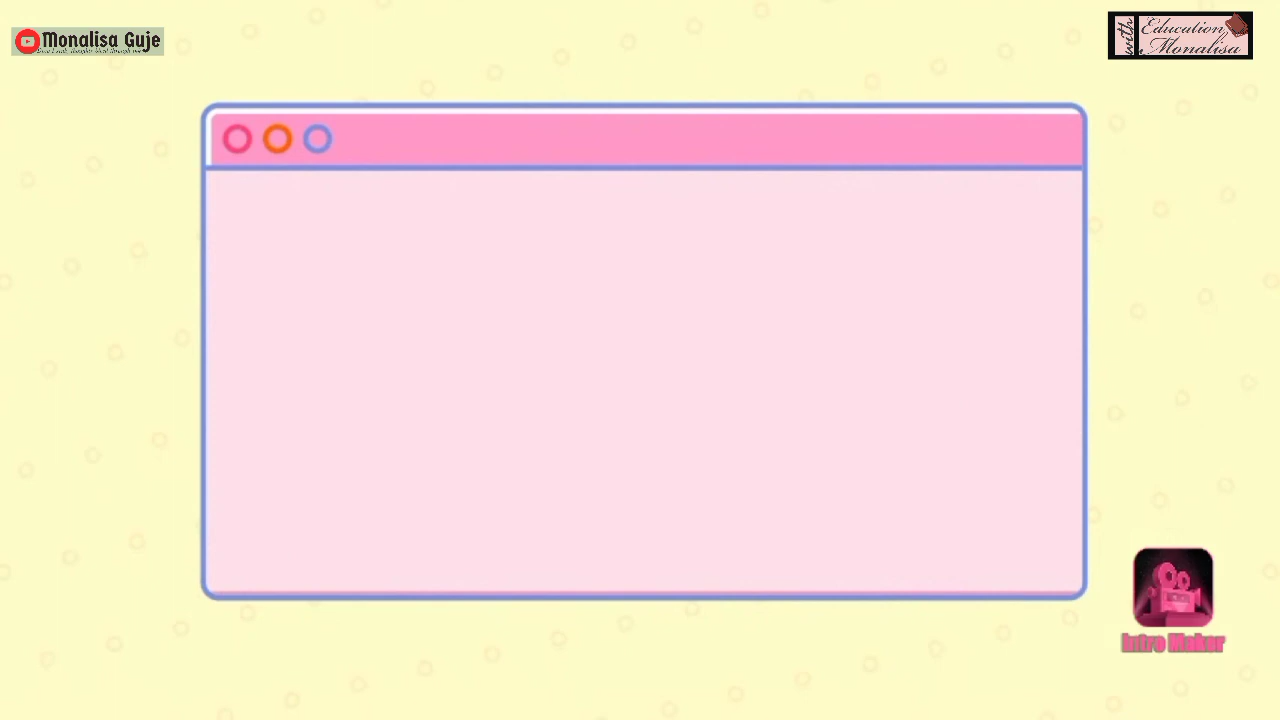 Monalisa Guje
Education
with
Monalisa
Intro Maker